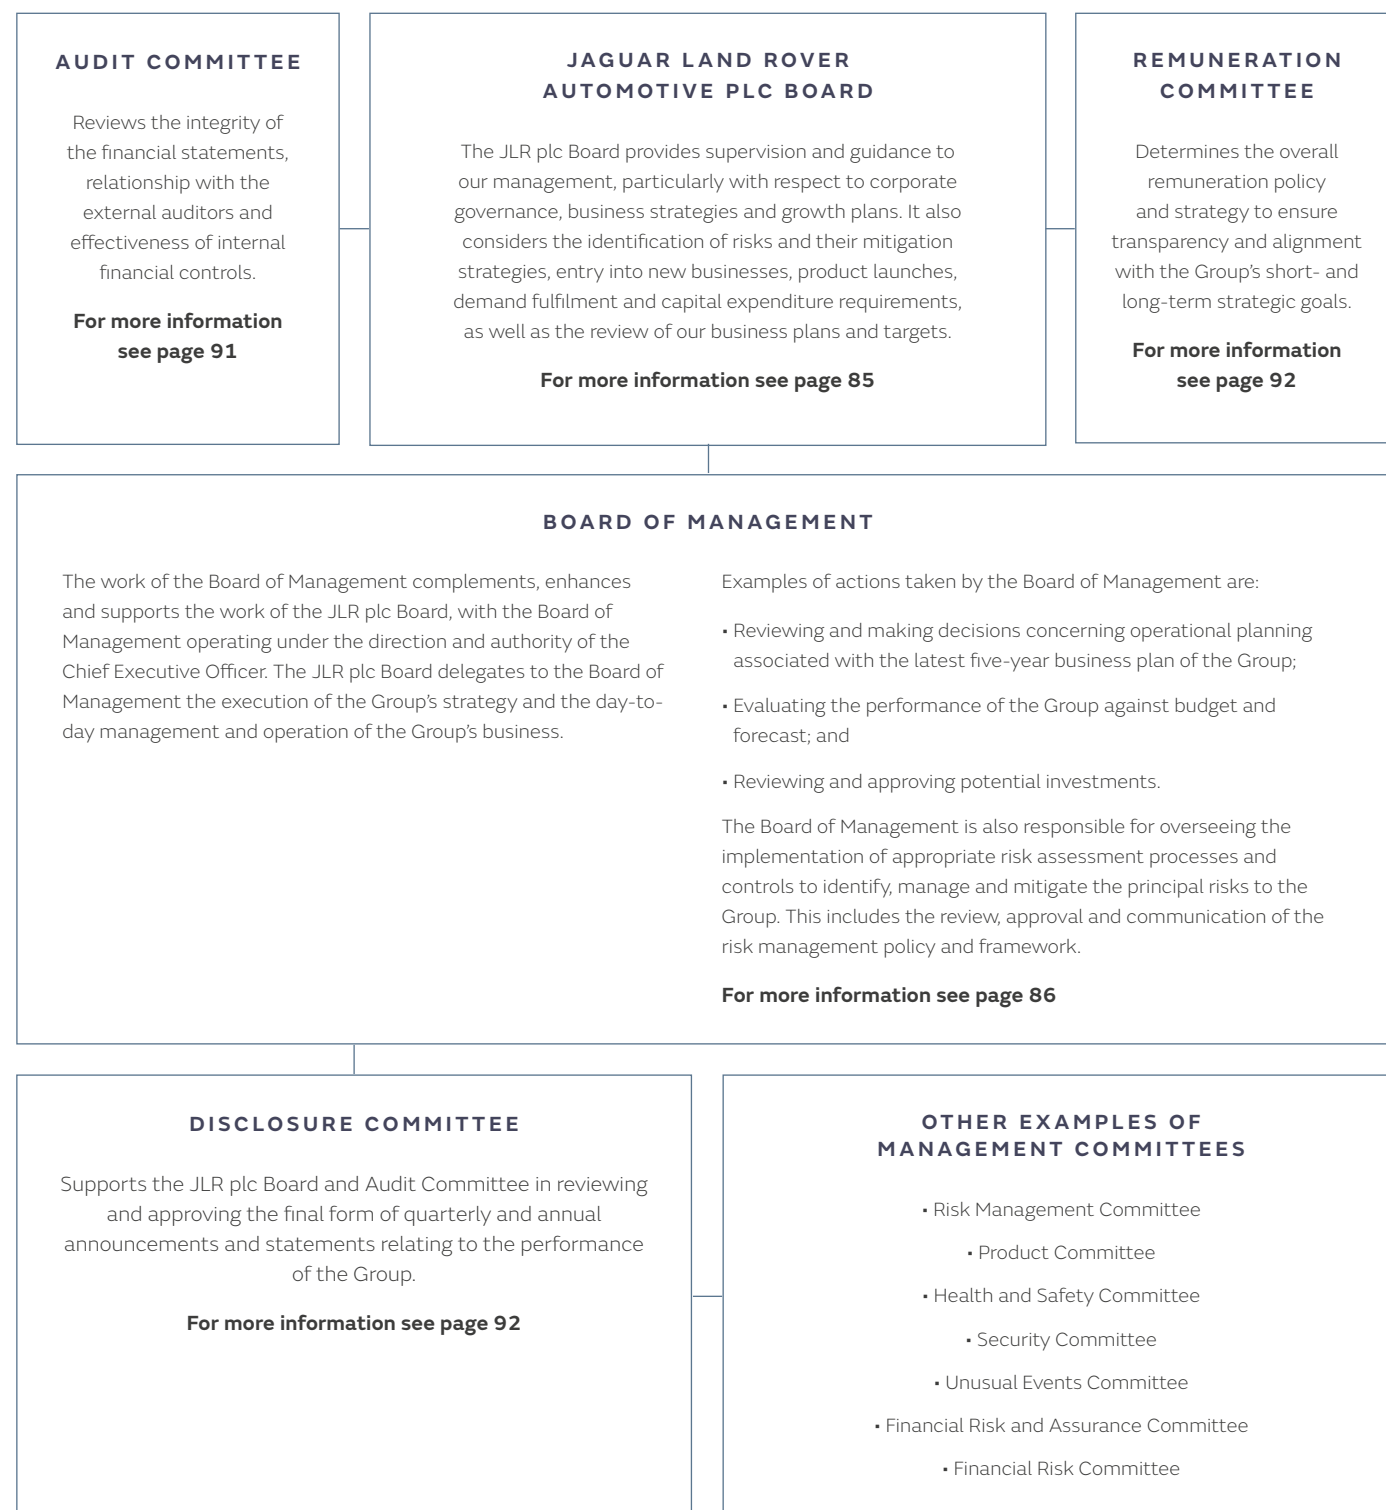 AUDIT COMMITTEE
Reviews the integrity of
the financial statements,
relationship with the
external auditors and
effectiveness of internal
financial controls.
For more information
see page 91
JAGUAR LAND ROVER
AUTOMOTIVE PLC BOARD
The JLR plc Board provides supervision and guidance to
our management, particularly with respect to corporate
governance, business strategies and growth plans. It also
considers the identification of risks and their mitigation
strategies, entry into new businesses, product launches,
demand fulfilment and capital expenditure requirements,
as well as the review of our business plans and targets.
For more information see page 85
REMUNERATION
COMMITTEE
Determines the overall
remuneration policy
and strategy to ensure
transparency and alignment
with the Group's short- and
long-term strategic goals.
For more information
see page 92
BOARD OF MANAGEMENT
The work of the Board of Management complements, enhances
and supports the work of the JLR plc Board, with the Board of
Management operating under the direction and authority of the
Chief Executive Officer. The JLR plc Board delegates to the Board of
Management the execution of the Group's strategy and the day-to-
day management and operation of the Group's business.
Examples of actions taken by the Board of Management are:
• Reviewing and making decisions concerning operational planning
associated with the latest five-year business plan of the Group;
• Evaluating the performance of the Group against budget and
forecast; and
• Reviewing and approving potential investments.
The Board of Management is also responsible for overseeing the
implementation of appropriate risk assessment processes and
controls to identify, manage and mitigate the principal risks to the
Group. This includes the review, approval and communication of the
risk management policy and framework.
For more information see page 86
DISCLOSURE COMMITTEE
Supports the JLR plc Board and Audit Committee in reviewing
and approving the final form of quarterly and annual
announcements and statements relating to the performance
of the Group.
For more information see page 92
OTHER EXAMPLES OF
MANAGEMENT COMMITTEES
• Risk Management Committee
• Product Committee
• Health and Safety Committee
• Security Committee
• Unusual Events Committee
• Financial Risk and Assurance Committee
• Financial Risk Committee